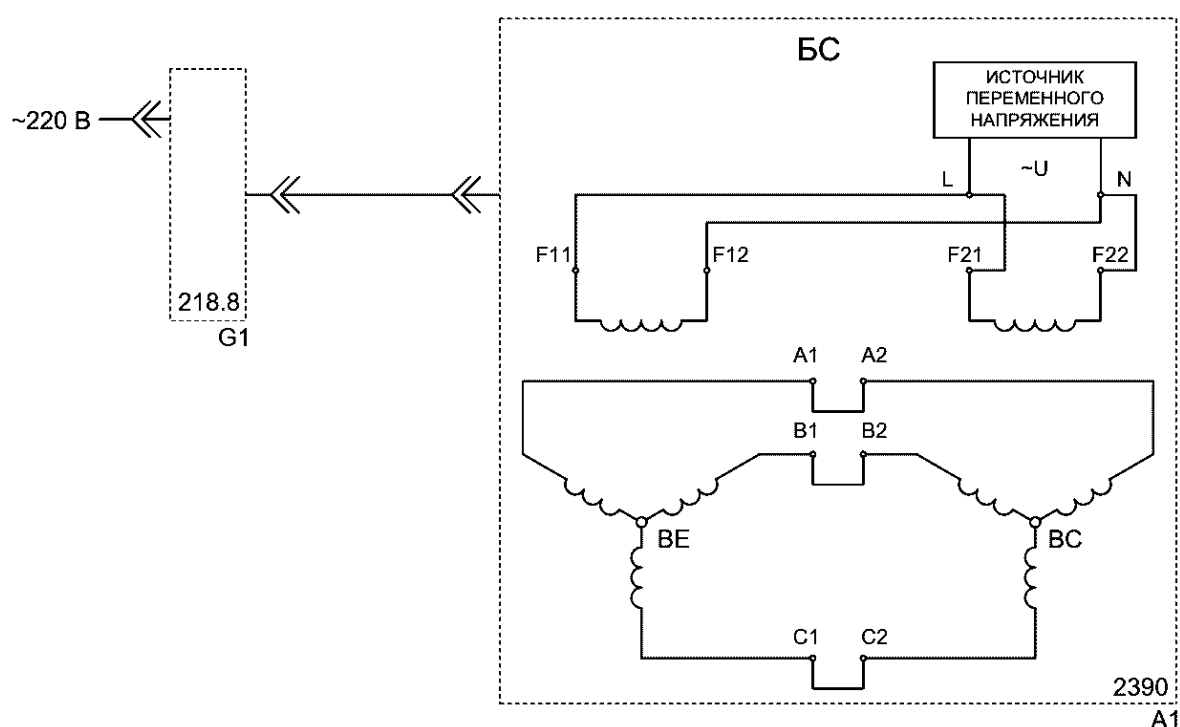 БС
ИСТОЧНИК
ПЕРЕМЕННОГО
НАПРЯЖЕНИЯ
~220 В
~U
L
N
F11
F12
F21
F22
218.8
G1
A1
A2
B1
B2
BE
BC
C1
C2
2390
A1